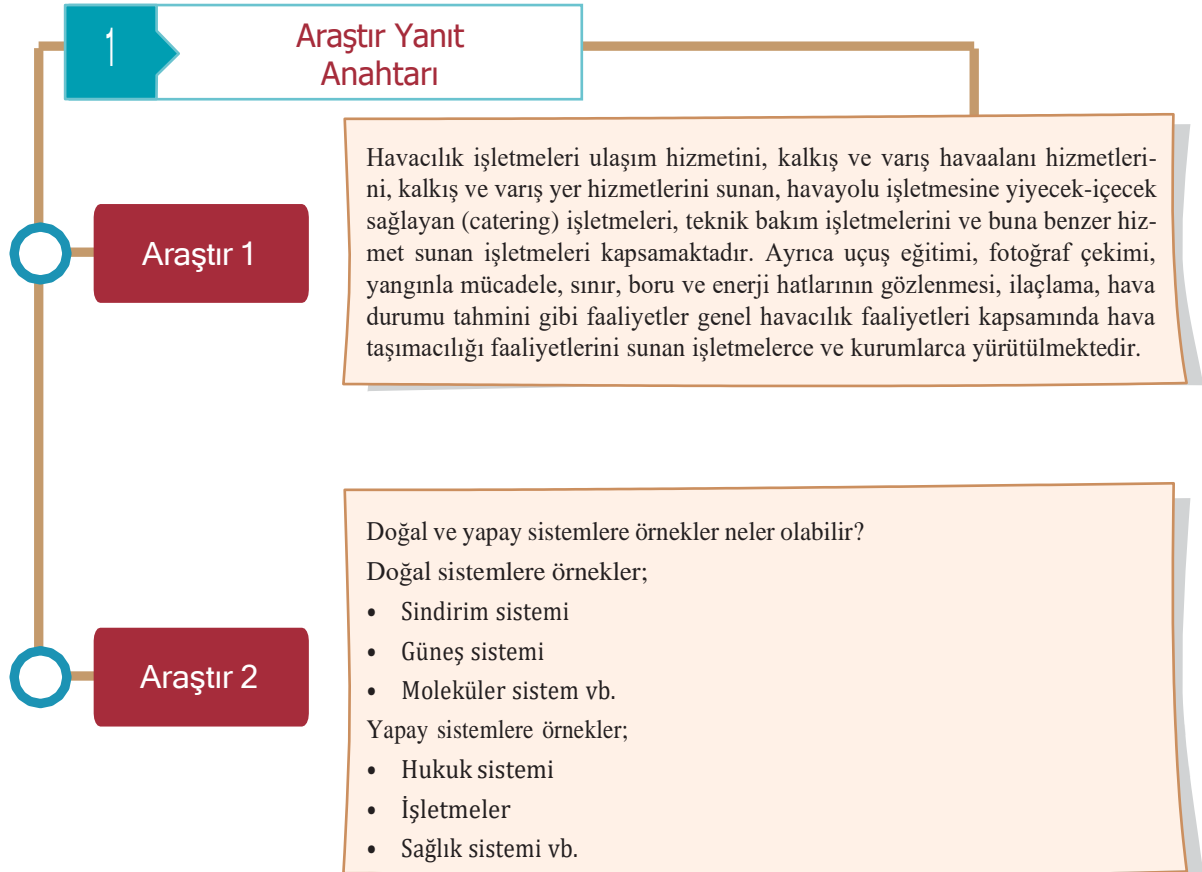 1
Araştır Yanıt
Anahtarı
Araştır 1
Havacılık işletmeleri ulaşım hizmetini, kalkış ve varış havaalanı hizmetleri-
ni, kalkış ve varış yer hizmetlerini sunan, havayolu işletmesine yiyecek-içecek
sağlayan (catering) işletmeleri, teknik bakım işletmelerini ve buna benzer hiz-
met sunan işletmeleri kapsamaktadır. Ayrıca uçuş eğitimi, fotoğraf çekimi,
yangınla mücadele, sınır, boru ve enerji hatlarının gözlenmesi, ilaçlama, hava
durumu tahmini gibi faaliyetler genel havacılık faaliyetleri kapsamında hava
taşımacılığı faaliyetlerini sunan işletmelerce ve kurumlarca yürütülmektedir.
Araştır 2
Doğal ve yapay sistemlere örnekler neler olabilir?
Doğal sistemlere örnekler;
• Sindirim sistemi
• Güneş sistemi
• Moleküler sistem vb.
Yapay sistemlere örnekler;
• Hukuk sistemi
• İşletmeler
• Sağlık sistemi vb.